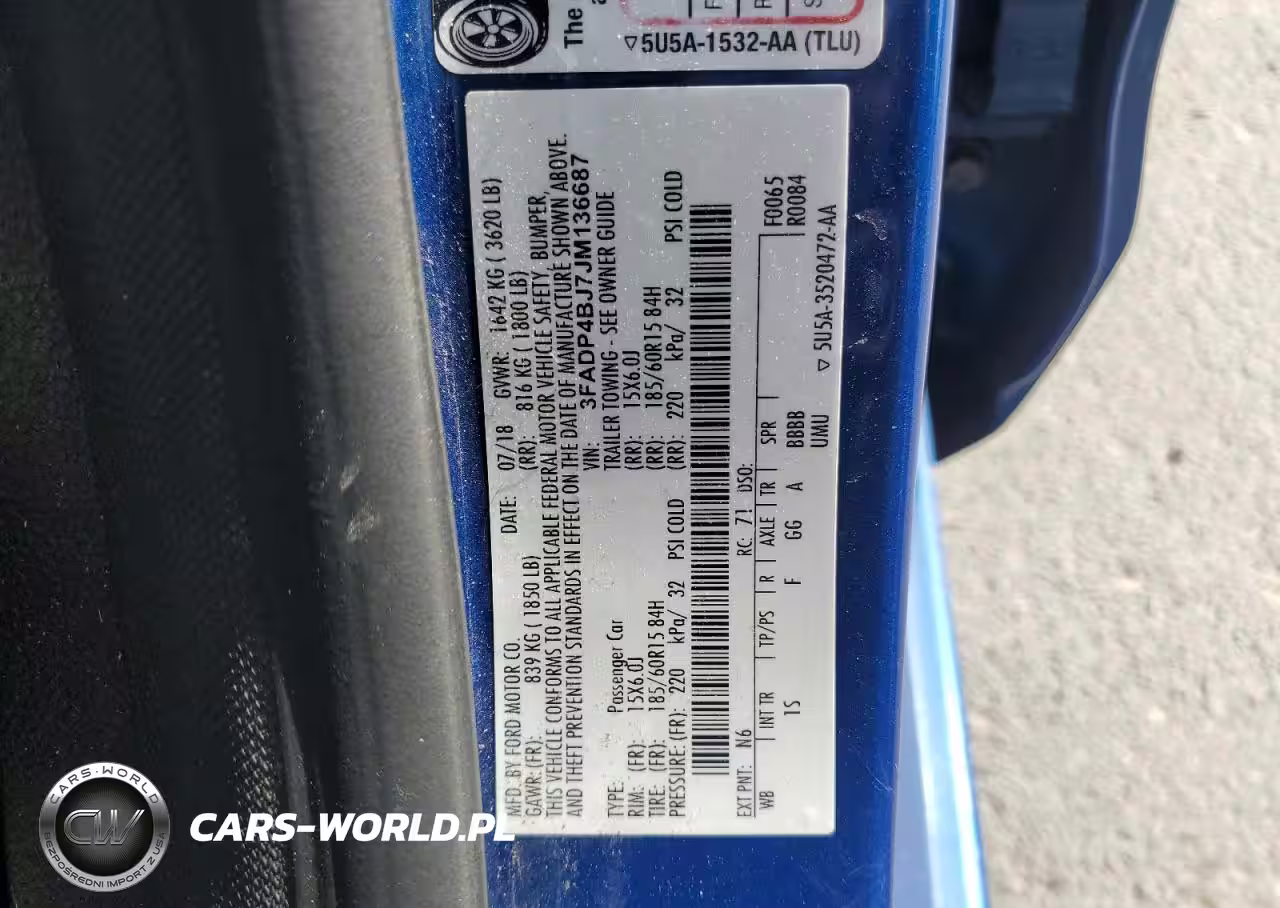 The
a
F
R
S
▽5U5A-1532-AA (TLU)
MFD. BY FORD MOTOR CO.
DATE: 07/18 GVWR: 1642 KG ( 3620 LB)
GAWR: (FR): 839 KG ( 1850 LB) (RR): 816 KG ( 1800 LB)
THIS VEHICLE CONFORMS TO ALL APPLICABLE FEDERAL MOTOR VEHICLE SAFETY, BUMPER,
AND THEFT PREVENTION STANDARDS IN EFFECT ON THE DATE OF MANUFACTURE SHOWN ABOVE.
VIN: 3FADP4BJ7JM136687
TYPE: Passenger Car TRAILER TOWING - SEE OWNER GUIDE
RIM: (FR): 15X6.0J (RR): 15X6.0J
TIRE: (FR): 185/60R15 84H (RR): 185/60R15 84H
PRESSURE: (FR): 220 kPa/ 32 PSI COLD (RR): 220 kPa/ 32 PSI COLD
EXT PNT: N6 RC: 71 DSO:
WB INT TR TP/PS R AXLE TR SPR F0065
1S F GG A BBBB R0084
UMU
▽ 5U5A-3520472-AA
CARS-WORLD
CW
BEZPOŚREDNI IMPORT Z USA
CARS-WORLD.PL